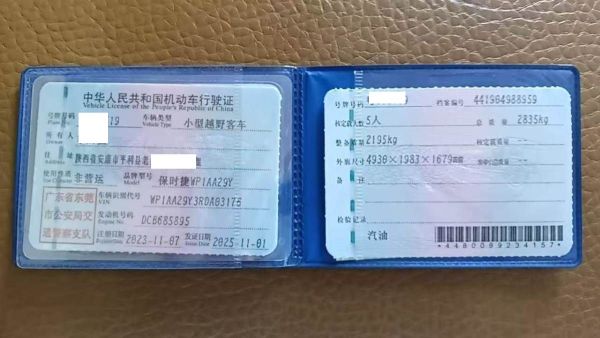 中华人民共和国机动车行驶证
Vehicle License of the People's Republic of China
号牌号码 19 车辆类型 Vehicle Type 小型越野客车
所有人 Owner
住址 Address 陕西省安康市平利县老
使用性质 Use Character 非营运 品牌型号 Model 保时捷WP1AA29Y
广东省东莞市公安局交通警察支队
车辆识别代号 VIN WP1AA29Y3RDA03176
发动机号码 Engine No. DCB685895
注册日期 2023-11-07 发证日期 Issue Date 2025-11-01
号牌号码 档案编号 441964988959
核定载人数 5人 总质量 2835kg
整备质量 2195kg 核定载质量 --
外廓尺寸 4930×1983×1679mm 准牵引总质量 --
备注
检验记录
汽油
*4480089234157*